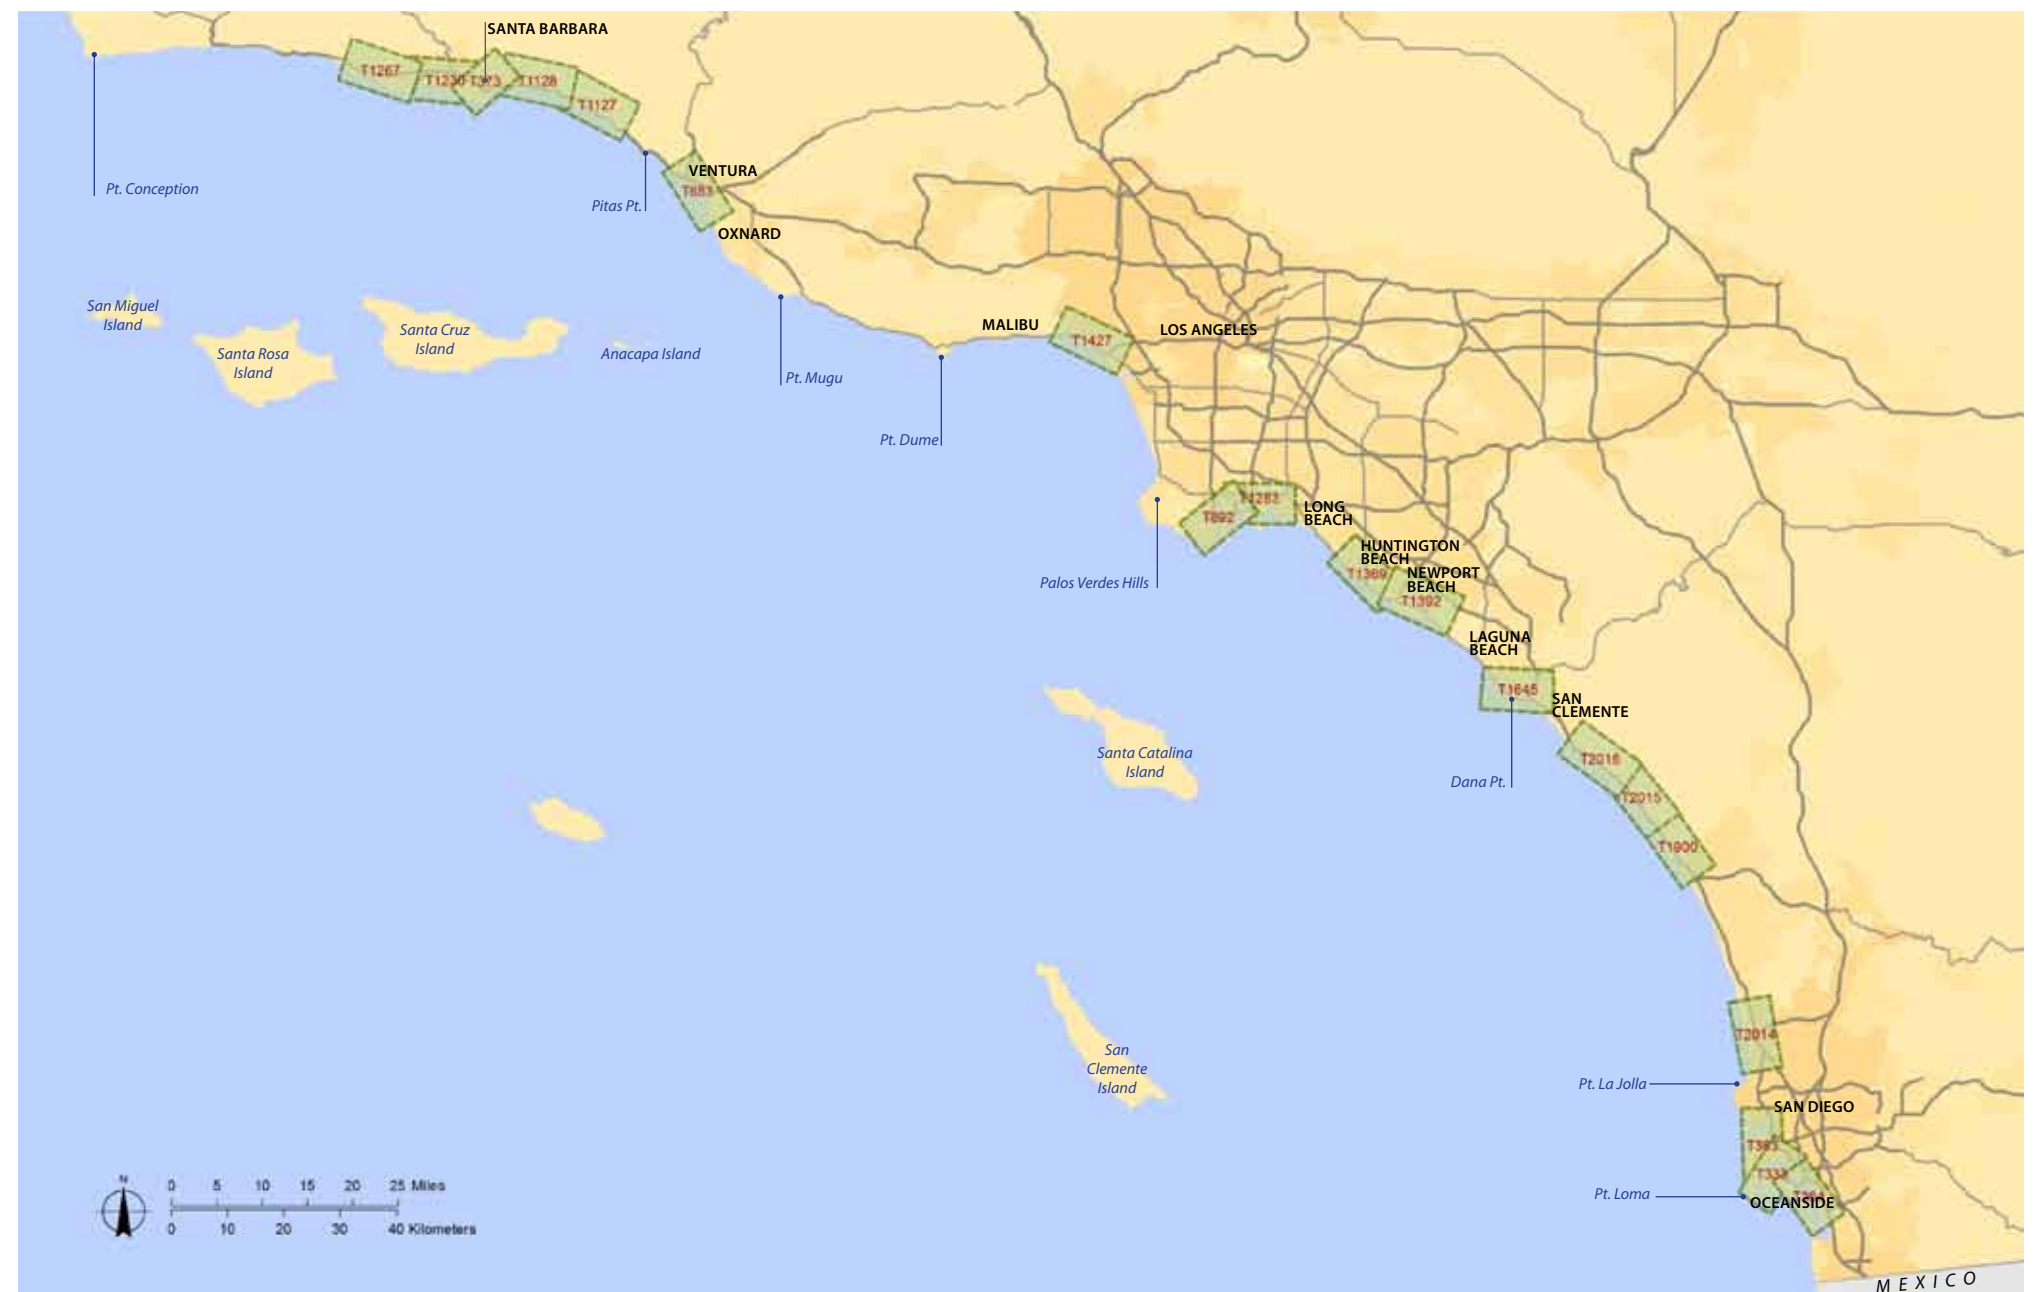 SANTA BARBARA
T1267
T1230
T373
T1128
T1127
Pt. Conception
VENTURA
Pitas Pt.
OXNARD
San Miguel
Island
Santa Rosa
Island
Santa Cruz
Island
Anacapa Island
MALIBU
T1427
LOS ANGELES
Pt. Mugu
Pt. Dume
T892
T1283
LONG
BEACH
Palos Verdes Hills
HUNTINGTON
BEACH
T1369
NEWPORT
BEACH
T1392
LAGUNA
BEACH
T1645
SAN
CLEMENTE
Dana Pt.
Santa Catalina
Island
T2016
T2015
T1900
San
Clemente
Island
T2014
Pt. La Jolla
SAN DIEGO
T333
Pt. Loma
OCEANSIDE
N
0 5 10 15 20 25 Miles
0 10 20 30 40 Kilometers
MEXICO